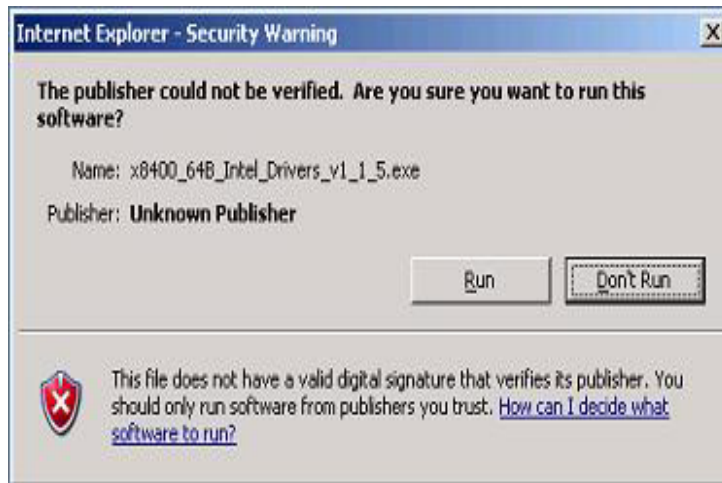 Internet Explorer - Security Warning
The publisher could not be verified.  Are you sure you want to run this
software?
Name: x8400_64B_Intel_Drivers_v1_1_5.exe
Publisher: Unknown Publisher
Run
Don't Run
This file does not have a valid digital signature that verifies its publisher. You
should only run software from publishers you trust. How can I decide what
software to run?